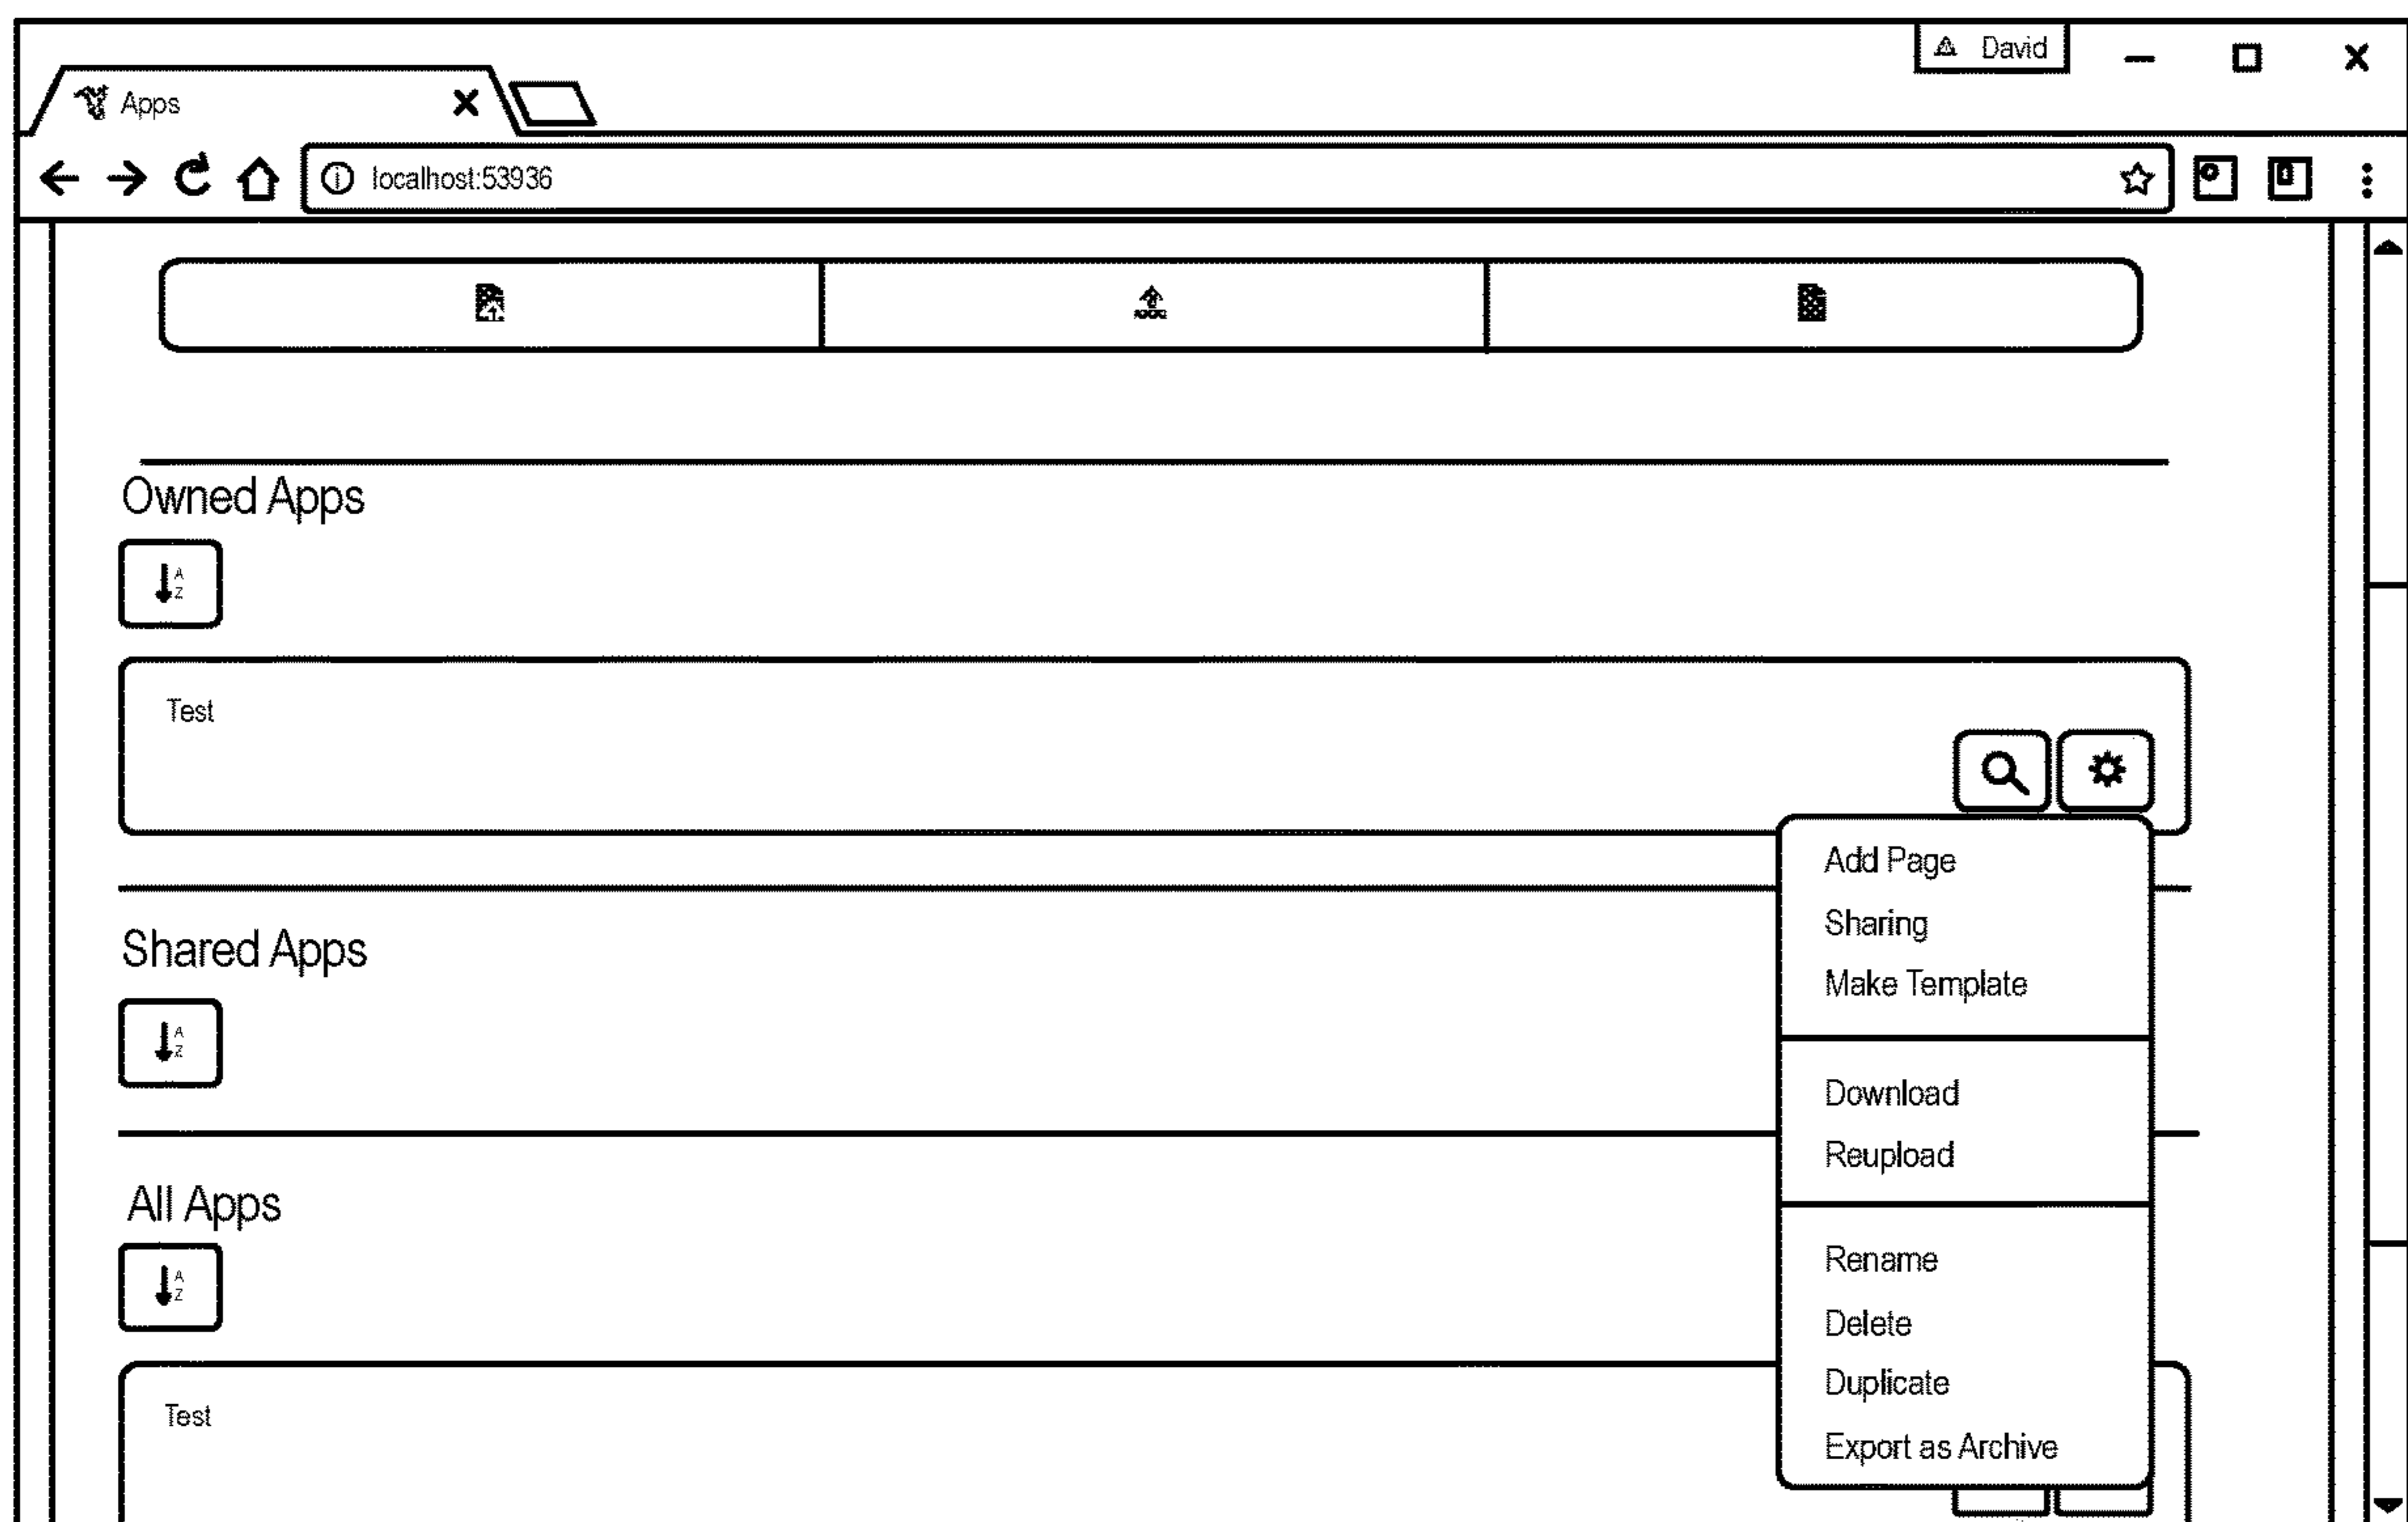 David
Apps
localhost:53936
Owned Apps
A
Z
Test
Add Page
Sharing
Make Template
Shared Apps
A
Z
Download
Reupload
All Apps
A
Z
Rename
Delete
Duplicate
Export as Archive
Test